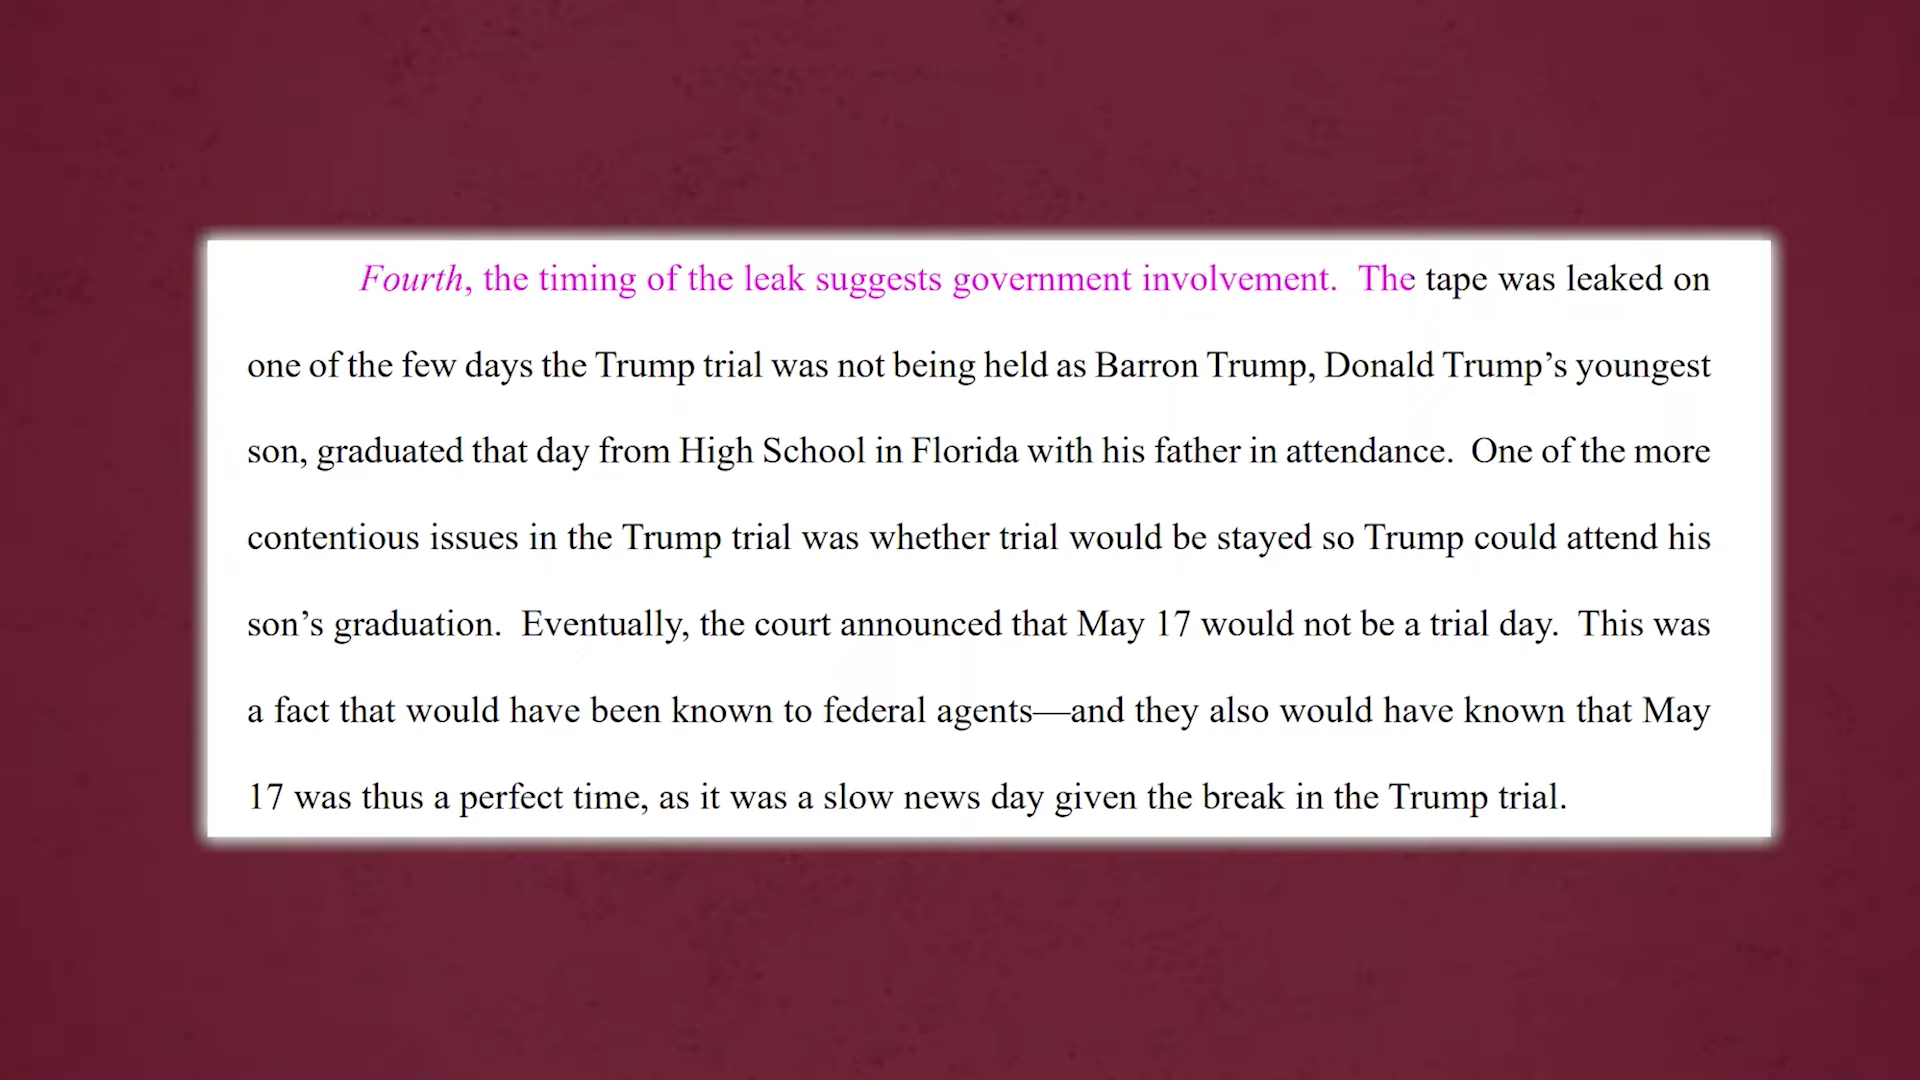 Fourth, the timing of the leak suggests government involvement. The tape was leaked on
one of the few days the Trump trial was not being held as Barron Trump, Donald Trump’s youngest
son, graduated that day from High School in Florida with his father in attendance. One of the more
contentious issues in the Trump trial was whether trial would be stayed so Trump could attend his
son’s graduation. Eventually, the court announced that May 17 would not be a trial day. This was
a fact that would have been known to federal agents—and they also would have known that May
17 was thus a perfect time, as it was a slow news day given the break in the Trump trial.